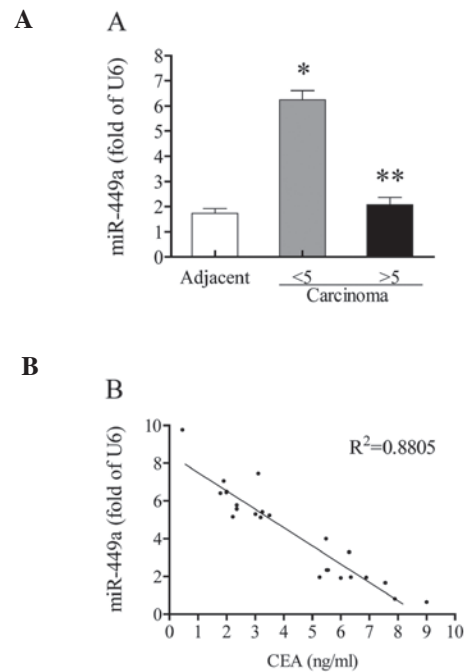 A
A
miR-449a (fold of U6)
8
7
6
5
4
3
2
1
0
*
**
Adjacent <5 >5
Carcinoma
B
B
miR-449a (fold of U6)
10
8
6
4
2
0
R²=0.8805
0 1 2 3 4 5 6 7 8 9 10
CEA (ng/ml)